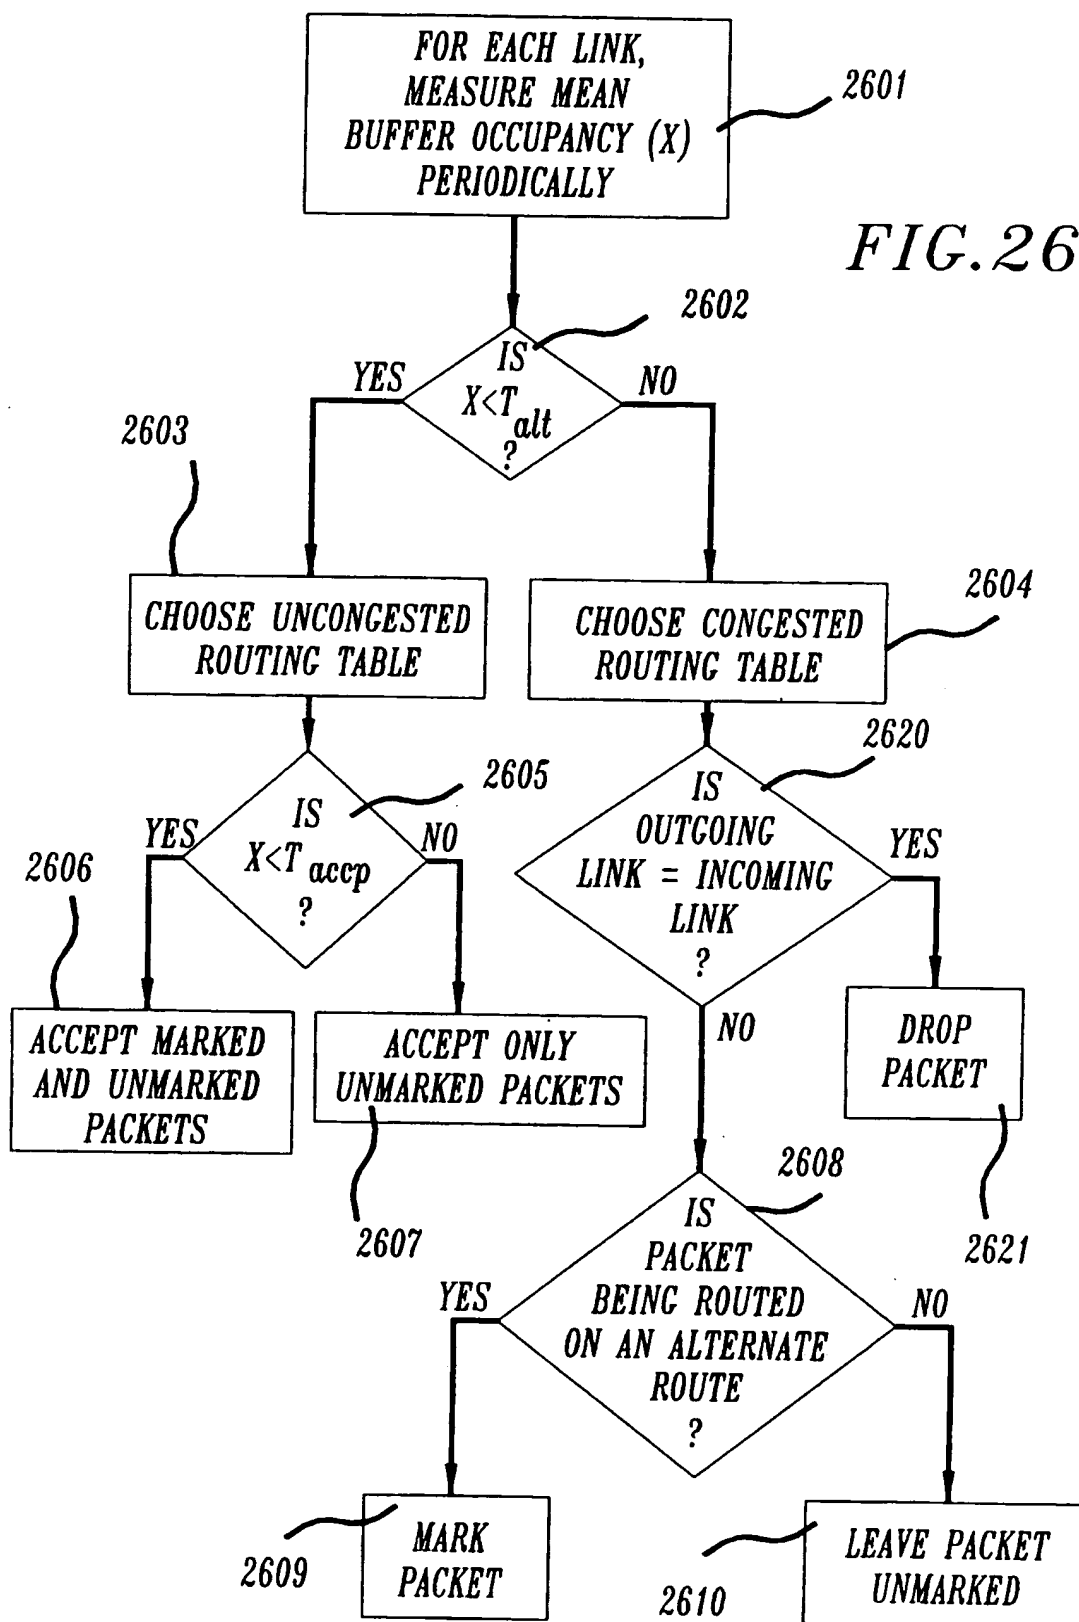 FOR EACH LINK,
MEASURE MEAN
BUFFER OCCUPANCY (X)
PERIODICALLY
2601
FIG.26
2602
IS
X<T alt
?
YES
NO
2603
CHOOSE UNCONGESTED
ROUTING TABLE
CHOOSE CONGESTED
ROUTING TABLE
2604
2605
IS
X<T accp
?
YES
NO
2620
IS
OUTGOING
LINK = INCOMING
LINK
?
YES
NO
2606
ACCEPT MARKED
AND UNMARKED
PACKETS
ACCEPT ONLY
UNMARKED PACKETS
2607
DROP
PACKET
2621
2608
IS
PACKET
BEING ROUTED
ON AN ALTERNATE
ROUTE
?
YES
NO
MARK
PACKET
2609
LEAVE PACKET
UNMARKED
2610